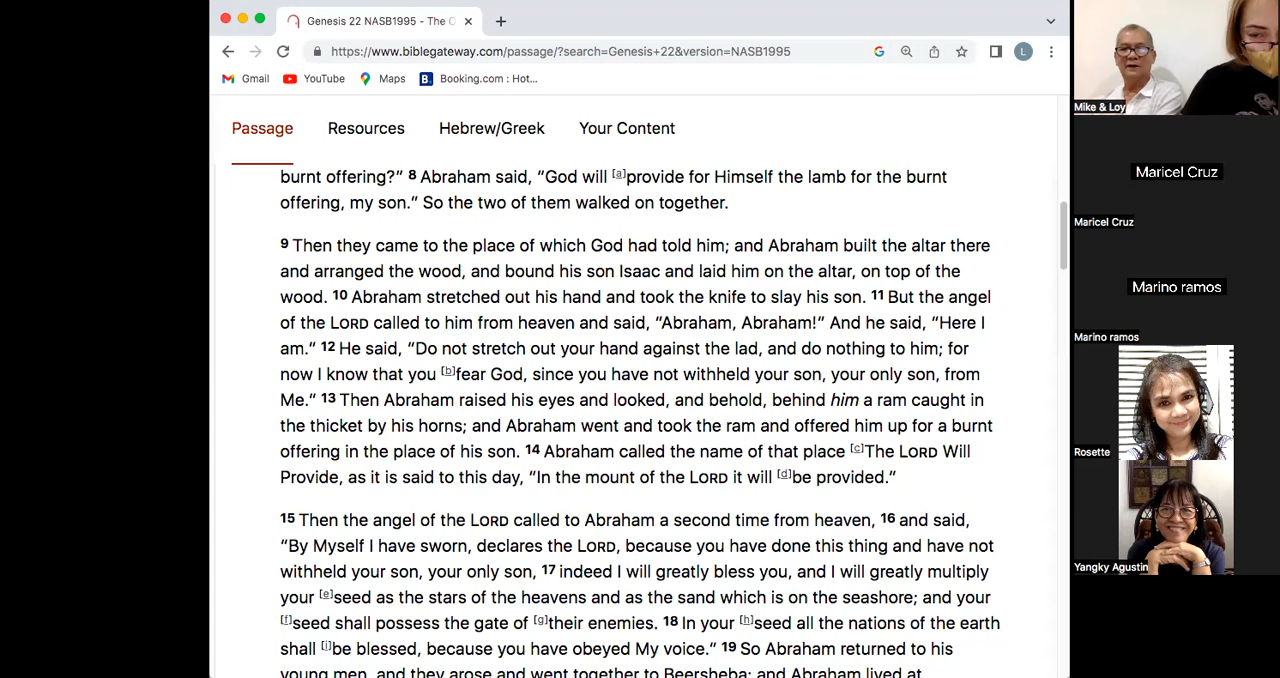 Genesis 22 NASB1995 - The
https://www.biblegateway.com/passage/?search=Genesis+22&version=NASB1995
L
Gmail YouTube Maps B. Booking.com : Hot...
Passage Resources Hebrew/Greek Your Content
burnt offering?” 8 Abraham said, “God will [a]provide for Himself the lamb for the burnt
offering, my son.” So the two of them walked on together.
9 Then they came to the place of which God had told him; and Abraham built the altar there
and arranged the wood, and bound his son Isaac and laid him on the altar, on top of the
wood. 10 Abraham stretched out his hand and took the knife to slay his son. 11 But the angel
of the LORD called to him from heaven and said, “Abraham, Abraham!” And he said, “Here I
am.” 12 He said, “Do not stretch out your hand against the lad, and do nothing to him; for
now I know that you [b]fear God, since you have not withheld your son, your only son, from
Me.” 13 Then Abraham raised his eyes and looked, and behold, behind him a ram caught in
the thicket by his horns; and Abraham went and took the ram and offered him up for a burnt
offering in the place of his son. 14 Abraham called the name of that place [c]The LORD Will
Provide, as it is said to this day, “In the mount of the LORD it will [d]be provided.”
15 Then the angel of the LORD called to Abraham a second time from heaven, 16 and said,
“By Myself I have sworn, declares the LORD, because you have done this thing and have not
withheld your son, your only son, 17 indeed I will greatly bless you, and I will greatly multiply
your [e]seed as the stars of the heavens and as the sand which is on the seashore; and your
[f]seed shall possess the gate of [g]their enemies. 18 In your [h]seed all the nations of the earth
shall [i]be blessed, because you have obeyed My voice.” 19 So Abraham returned to his
young men, and they arose and went together to Beersheba; and Abraham lived at
Mike & Loy
Maricel Cruz
Maricel Cruz
Marino ramos
Marino ramos
Rosette
Yangky Agustin